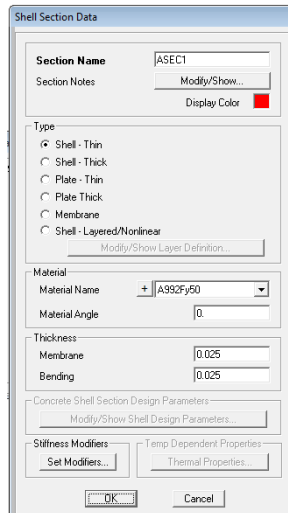 Shell Section Data
Section Name ASEC1
Section Notes Modify/Show...
Display Color
Type
Shell - Thin
Shell - Thick
Plate - Thin
Plate Thick
Membrane
Shell - Layered/Nonlinear
Modify/Show Layer Definition...
Material
Material Name + A992Fy50
Material Angle 0.
Thickness
Membrane 0.025
Bending 0.025
Concrete Shell Section Design Parameters
Modify/Show Shell Design Parameters...
Stiffness Modifiers Temp Dependent Properties
Set Modifiers... Thermal Properties...
OK Cancel